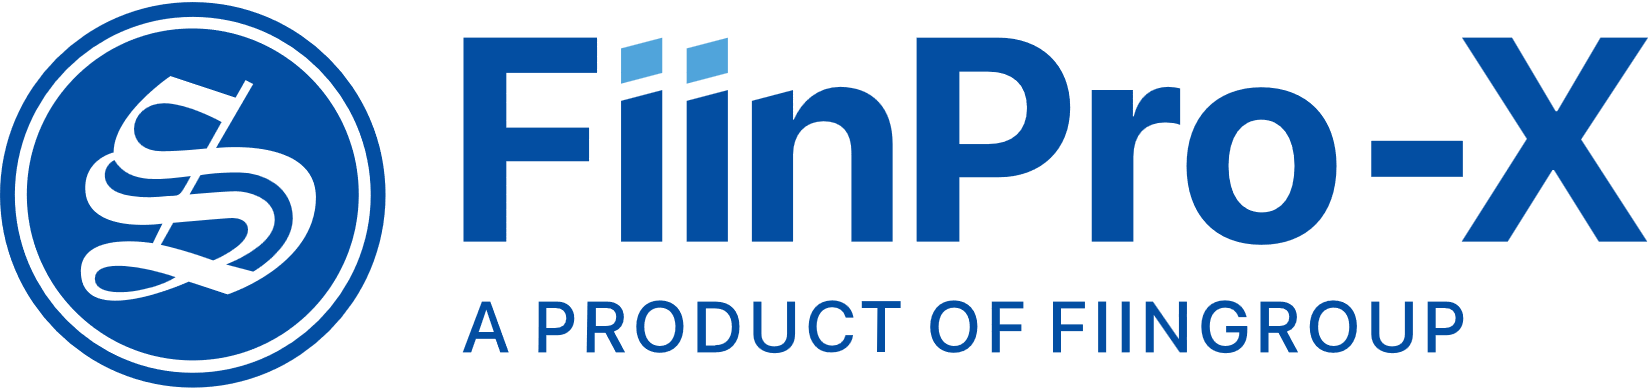 S
FiinPro-X
A PRODUCT OF FIINGROUP